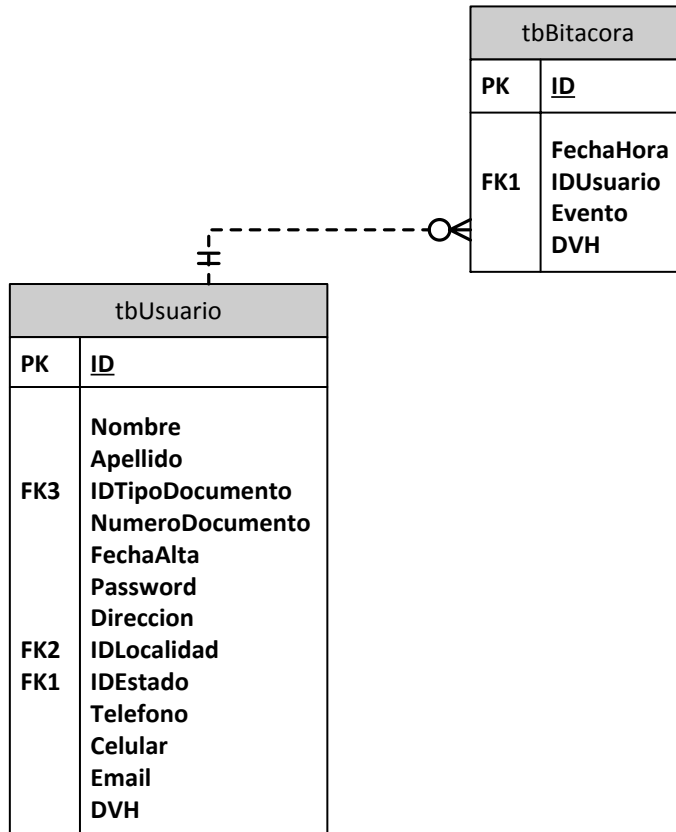 tbBitacora
PK ID
FechaHora
FK1 IDUsuario
Evento
DVH
tbUsuario
PK ID
Nombre
Apellido
FK3 IDTipoDocumento
NumeroDocumento
FechaAlta
Password
Direccion
FK2 IDLocalidad
FK1 IDEstado
Telefono
Celular
Email
DVH